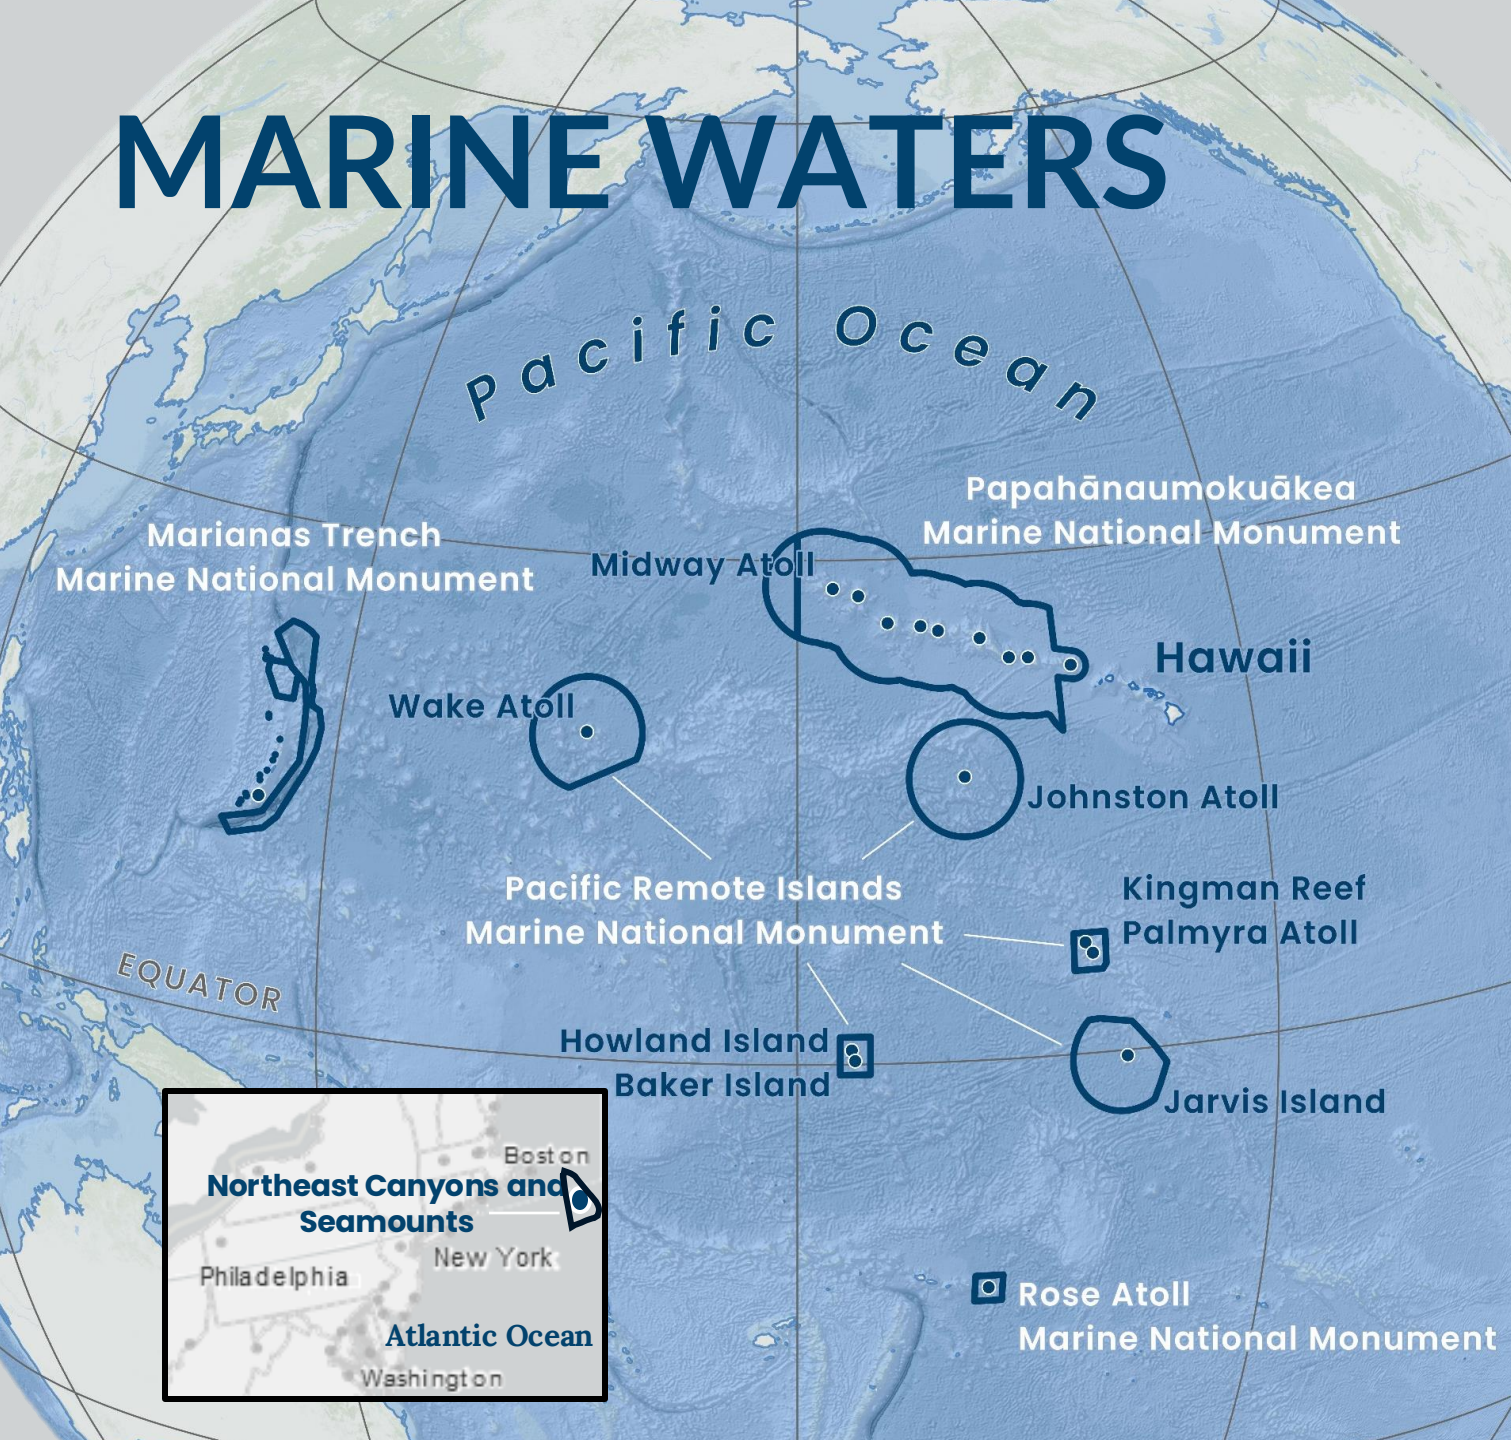 MARINE WATERS
Pacific Ocean
Papahānaumokuākea
Marine National Monument
Marianas Trench
Marine National Monument
Midway Atoll
Hawaii
Wake Atoll
Johnston Atoll
Pacific Remote Islands
Marine National Monument
Kingman Reef
Palmyra Atoll
EQUATOR
Howland Island
Baker Island
Jarvis Island
Boston
Northeast Canyons and
Seamounts
New York
Philadelphia
Atlantic Ocean
Washington
Rose Atoll
Marine National Monument